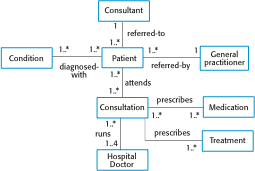 Consultant
1
referred-to
1..*
1..*
1..*
1..*
1
Condition
Patient
General
practitioner
diagnosed-
with
referred-by
1..*
attends
1..*
prescribes
Consultation
Medication
1..*
1..*
1..*
prescribes
runs
Treatment
1..4
1..*
Hospital
Doctor